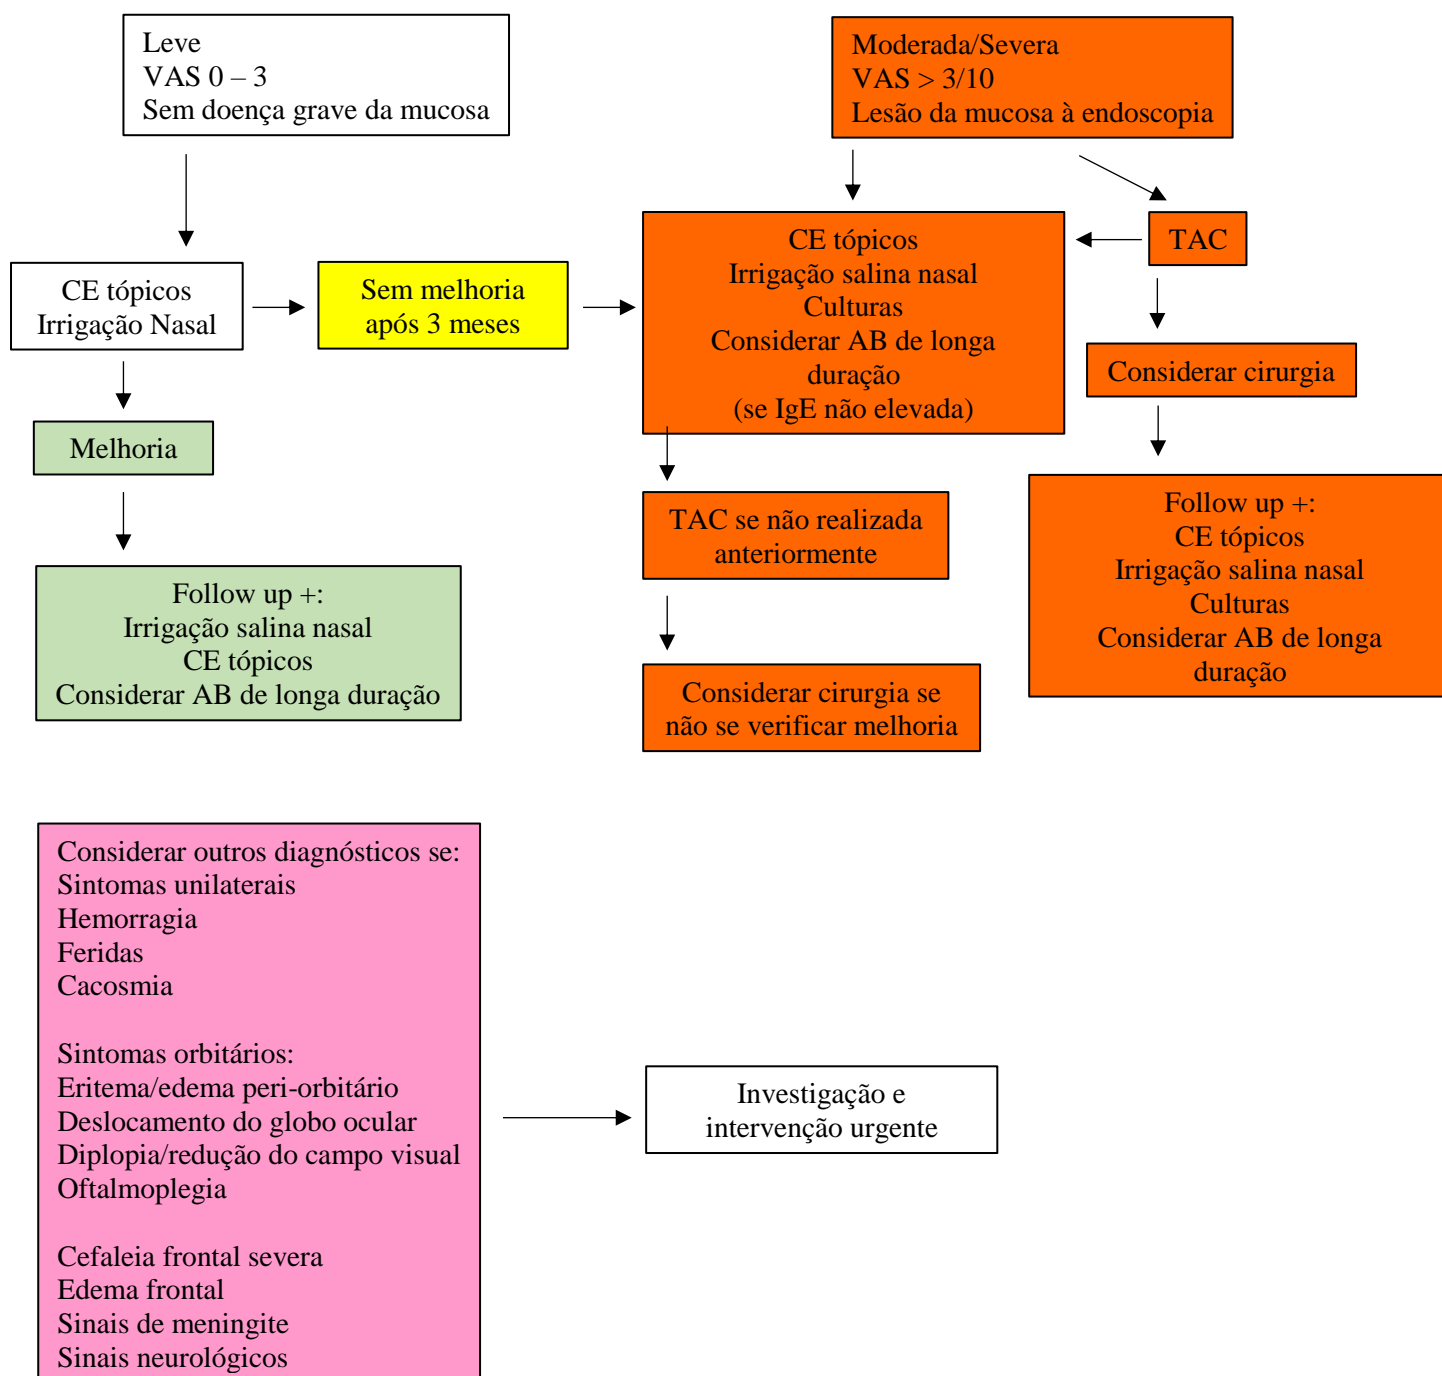 Leve
VAS 0 – 3
Sem doença grave da mucosa
Moderada/Severa
VAS > 3/10
Lesão da mucosa à endoscopia
CE tópicos
Irrigação Nasal
Sem melhoria
após 3 meses
CE tópicos
Irrigação salina nasal
Culturas
Considerar AB de longa
duração
(se IgE não elevada)
TAC
Considerar cirurgia
Melhoria
Follow up +:
Irrigação salina nasal
CE tópicos
Considerar AB de longa duração
TAC se não realizada
anteriormente
Considerar cirurgia se
não se verificar melhoria
Follow up +:
CE tópicos
Irrigação salina nasal
Culturas
Considerar AB de longa
duração
Considerar outros diagnósticos se:
Sintomas unilaterais
Hemorragia
Feridas
Cacosmia
Sintomas orbitários:
Eritema/edema peri-orbitário
Deslocamento do globo ocular
Diplopia/redução do campo visual
Oftalmoplegia
Cefaleia frontal severa
Edema frontal
Sinais de meningite
Sinais neurológicos
Investigação e
intervenção urgente